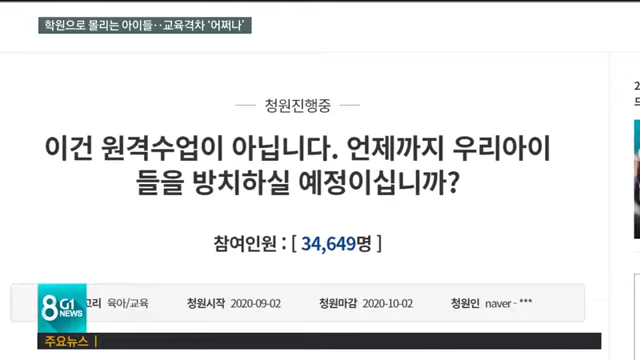 학원으로 몰리는 아이들‥교육격차 '어쩌나'
청원진행중
이건 원격수업이 아닙니다. 언제까지 우리아이
들을 방치하실 예정이십니까?
참여인원 : [ 34,649명 ]
고리 육아/교육 청원시작 2020-09-02 청원마감 2020-10-02 청원인 naver - ***
8 G1 NEWS
주요뉴스